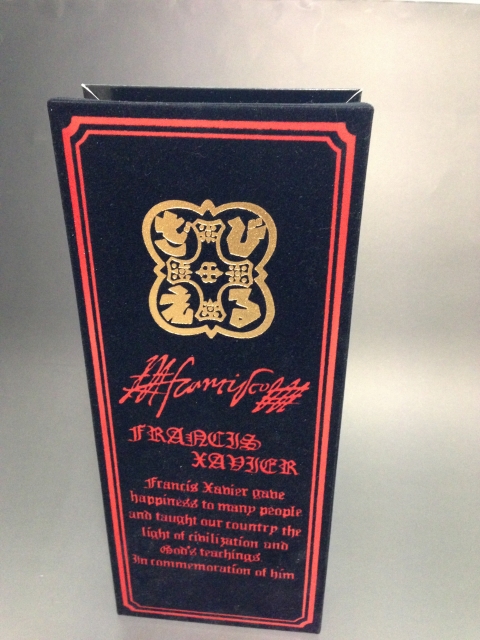 Francisco
FRANCIS
XAVIER
Francis Xavier gave
happiness to many people
and taught our country the
light of civilization and
God's teachings.
In commemoration of him